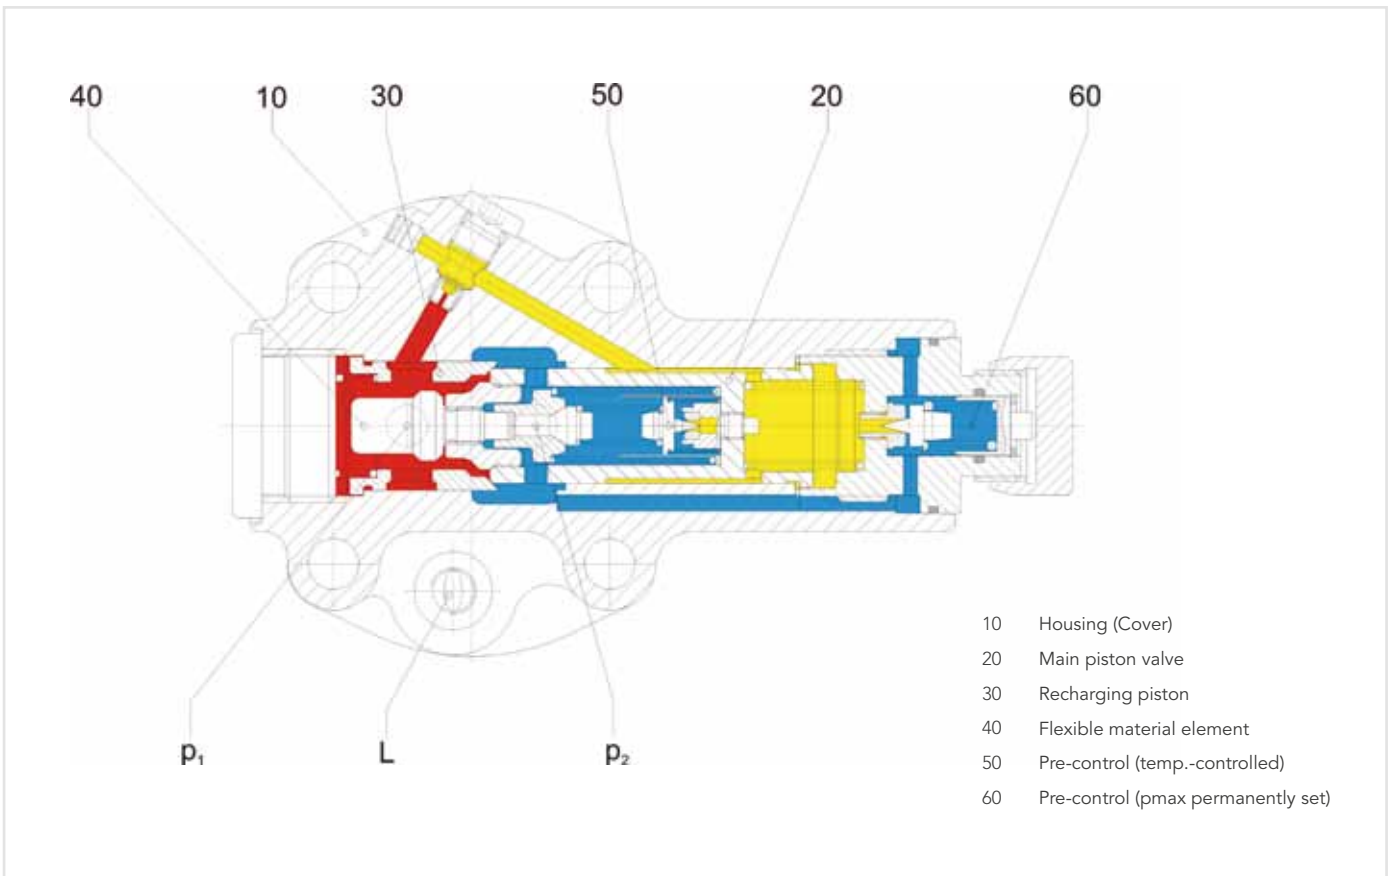 40 10 30 50 20 60
10 Housing (Cover)
20 Main piston valve
30 Recharging piston
40 Flexible material element
50 Pre-control (temp.-controlled)
60 Pre-control (pmax permanently set)
p₁ L p₂